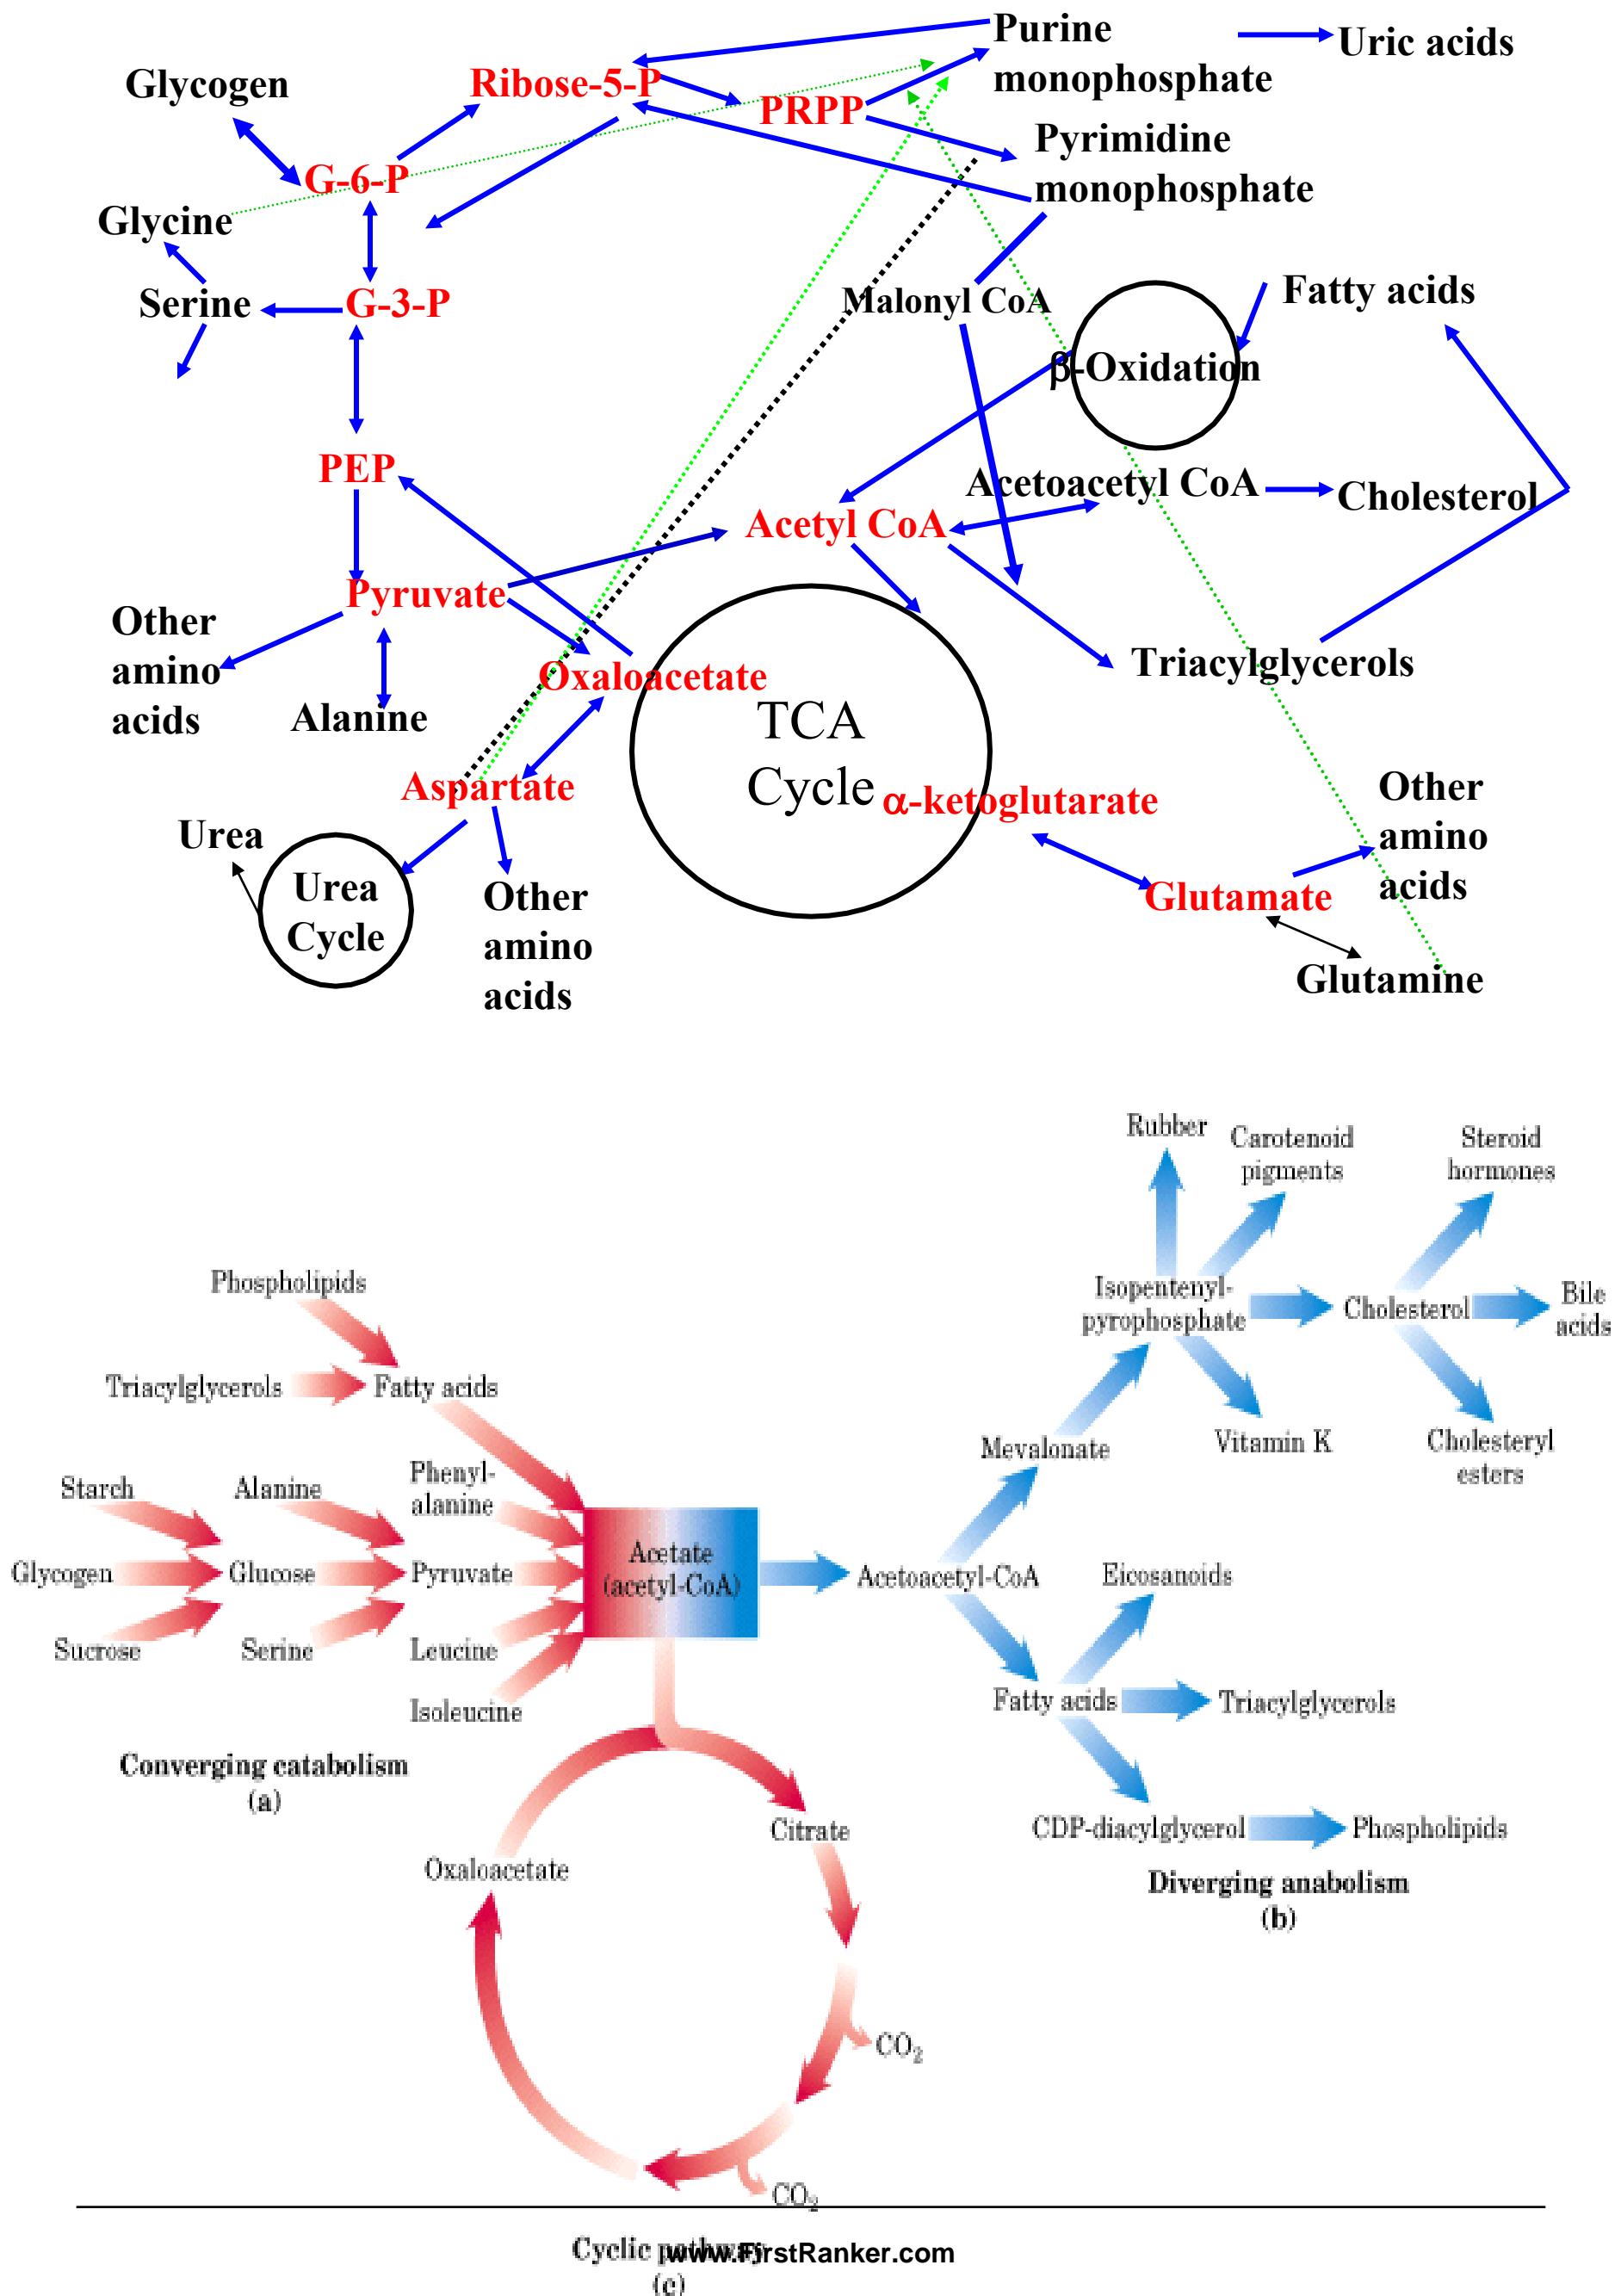 Purine
monophosphate
Uric acids
Glycogen
Ribose-5-P
PRPP
Pyrimidine
monophosphate
G-6-P
Glycine
Serine
G-3-P
Malonyl CoA
Fatty acids
β-Oxidation
PEP
Acetoacetyl CoA
Cholesterol
Acetyl CoA
Pyruvate
Other
amino
acids
Alanine
Oxaloacetate
Triacylglycerols
TCA
Cycle
Aspartate
α-ketoglutarate
Other
amino
acids
Urea
Urea
Cycle
Other
amino
acids
Glutamate
Glutamine
Rubber
Carotenoid
pigments
Steroid
hormones
Phospholipids
Isopentenyl-
pyrophosphate
Cholesterol
Bile
acids
Triacylglycerols
Fatty acids
Mevalonate
Vitamin K
Cholesteryl
esters
Starch
Alanine
Phenyl-
alanine
Glycogen
Glucose
Pyruvate
Acetate
(acetyl-CoA)
Acetoacetyl-CoA
Eicosanoids
Sucrose
Serine
Leucine
Isoleucine
Fatty acids
Triacylglycerols
Converging catabolism
(a)
Citrate
CDP-diacylglycerol
Phospholipids
Oxaloacetate
Diverging anabolism
(b)
CO₂
CO₂
Cyclic pathway
www.FirstRanker.com
(c)